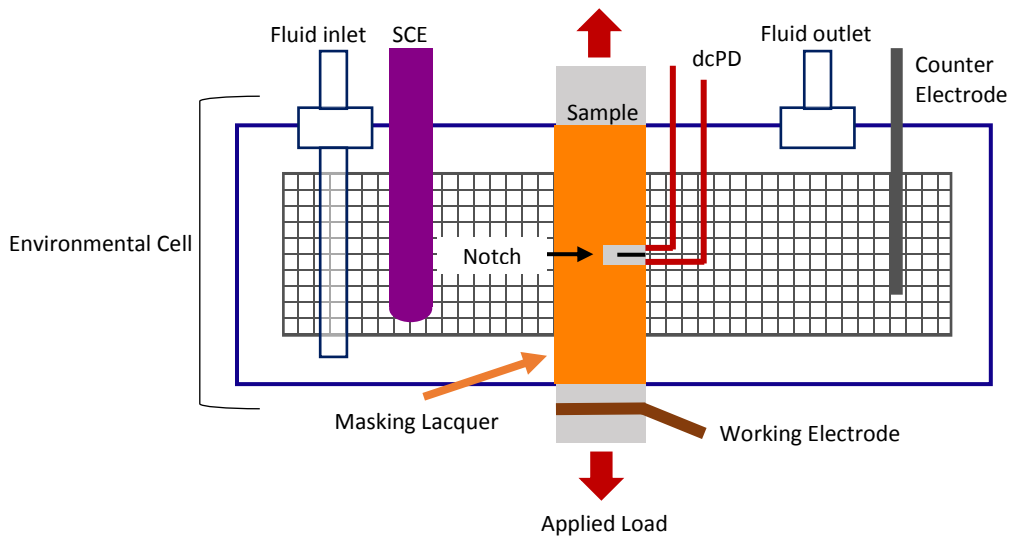 Fluid inlet
SCE
dcPD
Fluid outlet
Counter
Electrode
Sample
Environmental Cell
Notch
Masking Lacquer
Working Electrode
Applied Load